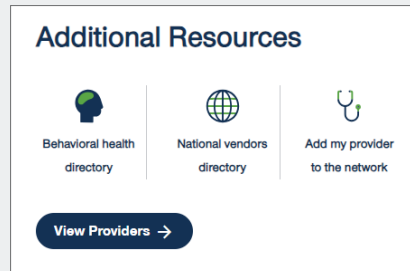 Additional Resources
Behavioral health
directory
National vendors
directory
Add my provider
to the network
View Providers